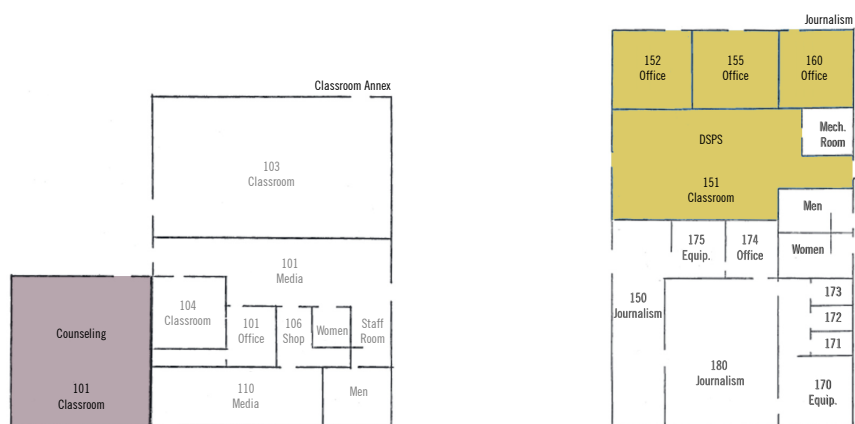 Journalism
152
Office
155
Office
160
Office
Mech.
Room
DSPS
151
Classroom
Men
Women
175
Equip.
174
Office
150
Journalism
173
172
171
180
Journalism
170
Equip.
Classroom Annex
103
Classroom
101
Media
104
Classroom
101
Office
106
Shop
Women
Staff
Room
Counseling
101
Classroom
110
Media
Men